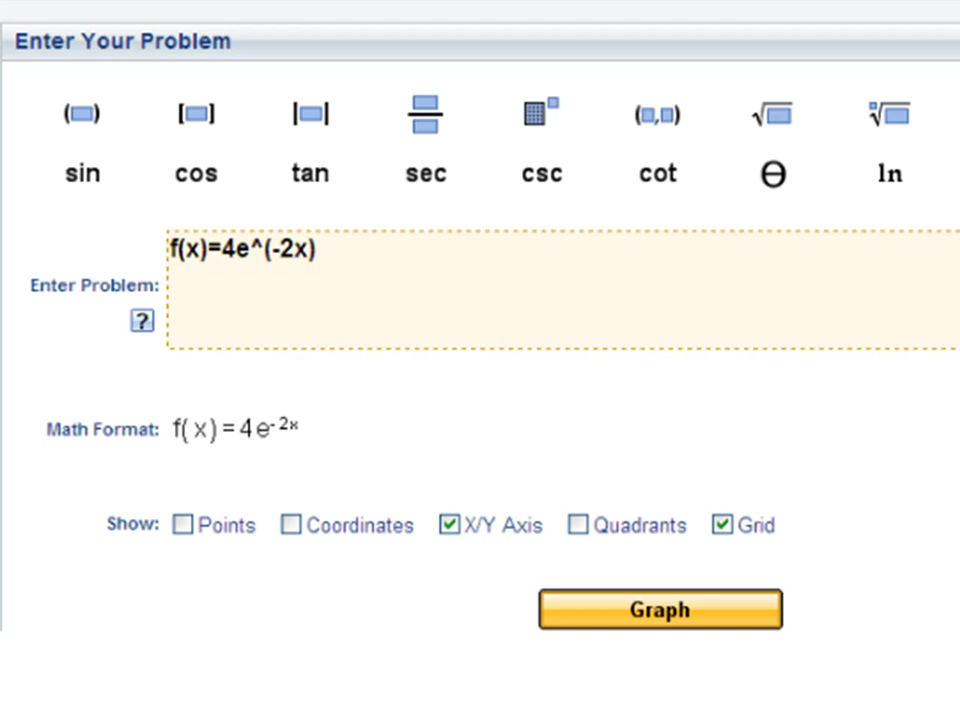 Enter Your Problem
sin cos tan sec csc cot Θ ln
f(x)=4e^(-2x)
Enter Problem:
?
Math Format: f( x ) = 4 e^-2x
Show: Points Coordinates X/Y Axis Quadrants Grid
Graph